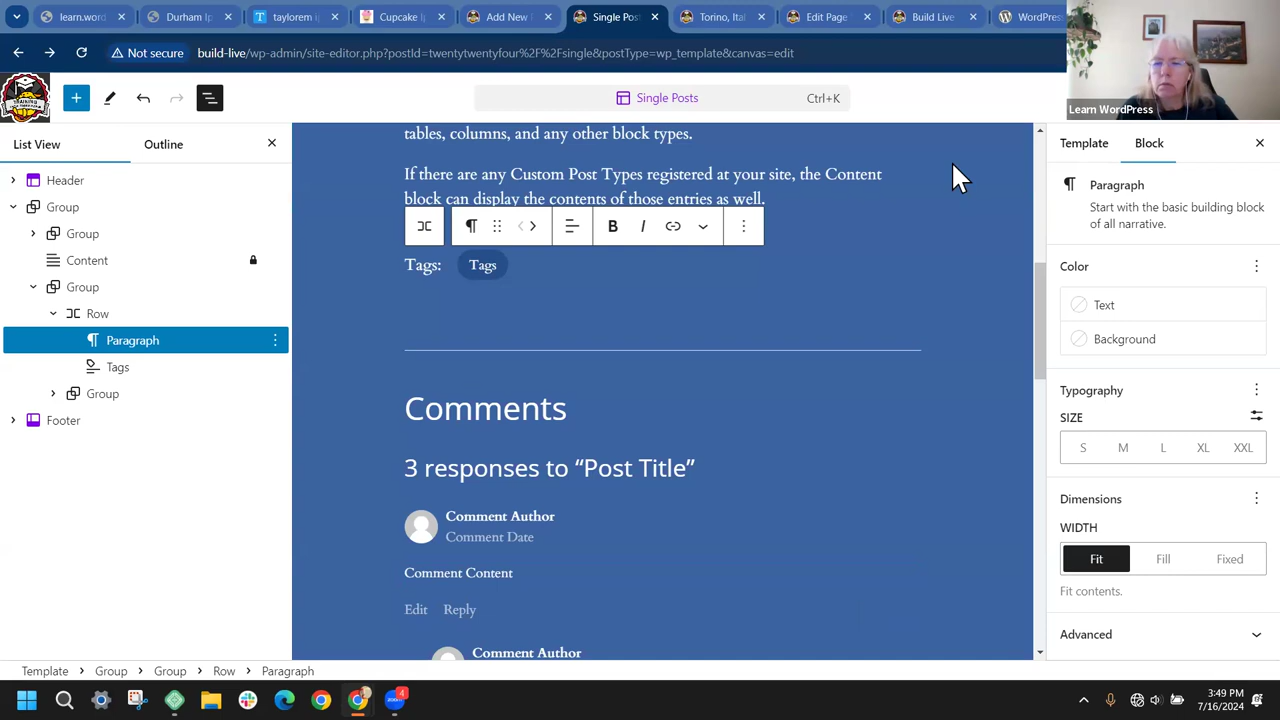 learn.word
Durham Ip
taylorem ip
Cupcake Ip
Add New
Single Post
Torino, Ital
Edit Page
Build Live
WordPres
Not secure
build-live/wp-admin/site-editor.php?postId=twentytwentyfour%2F%2Fsingle&postType=wp_template&canvas=edit
Learn WordPress
Single Posts
Ctrl+K
List View
Outline
Header
Group
Group
Content
Group
Row
Paragraph
Tags
Group
Footer
tables, columns, and any other block types.
If there are any Custom Post Types registered at your site, the Content
block can display the contents of those entries as well.
B I
Tags: Tags
Comments
3 responses to “Post Title”
Comment Author
Comment Date
Comment Content
Edit Reply
Comment Author
Template
Block
Paragraph
Start with the basic building block
of all narrative.
Color
Text
Background
Typography
SIZE
S M L XL XXL
Dimensions
WIDTH
Fit Fill Fixed
Fit contents.
Advanced
Template
Group
Group
Row
Paragraph
zoom
4
3:49 PM
7/16/2024